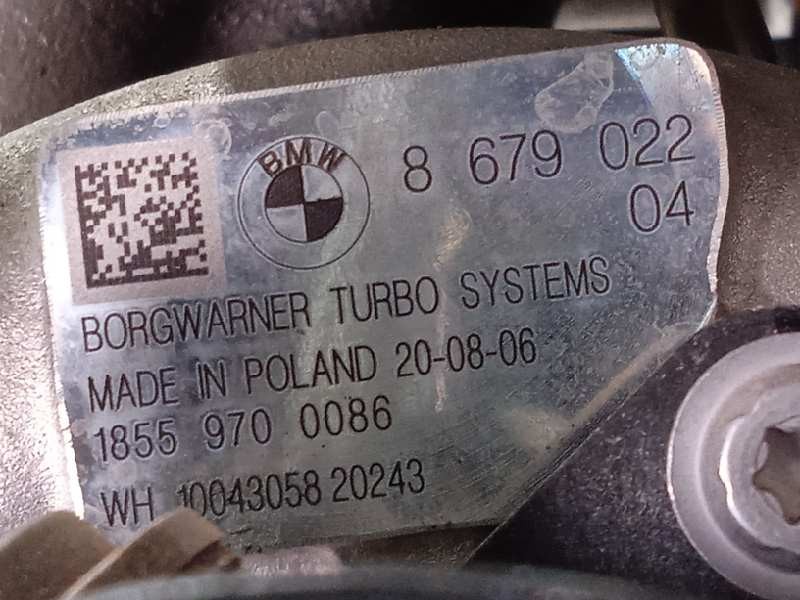 BMW 8 679 022
04
BORGWARNER TURBO SYSTEMS
MADE IN POLAND 20-08-06
1855 970 0086
WH 10043058 20243